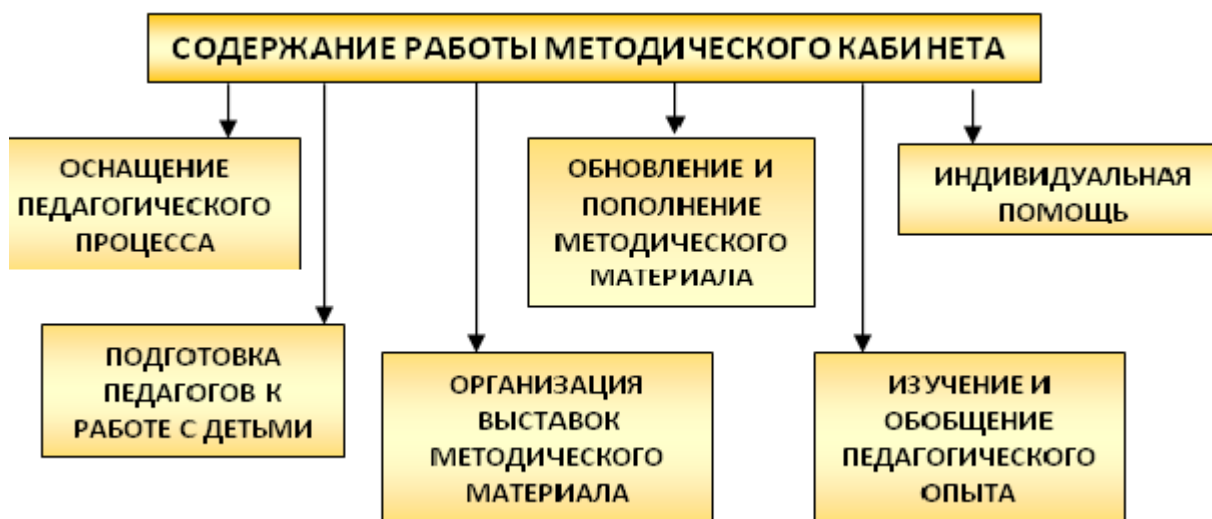 СОДЕРЖАНИЕ РАБОТЫ МЕТОДИЧЕСКОГО КАБИНЕТА
ОСНАЩЕНИЕ
ПЕДАГОГИЧЕСКОГО
ПРОЦЕССА
ОБНОВЛЕНИЕ И
ПОПОЛНЕНИЕ
МЕТОДИЧЕСКОГО
МАТЕРИАЛА
ИНДИВИДУАЛЬНАЯ
ПОМОЩЬ
ПОДГОТОВКА
ПЕДАГОГОВ К
РАБОТЕ С ДЕТЬМИ
ОРГАНИЗАЦИЯ
ВЫСТАВОК
МЕТОДИЧЕСКОГО
МАТЕРИАЛА
ИЗУЧЕНИЕ И
ОБОБЩЕНИЕ
ПЕДАГОГИЧЕСКОГО
ОПЫТА